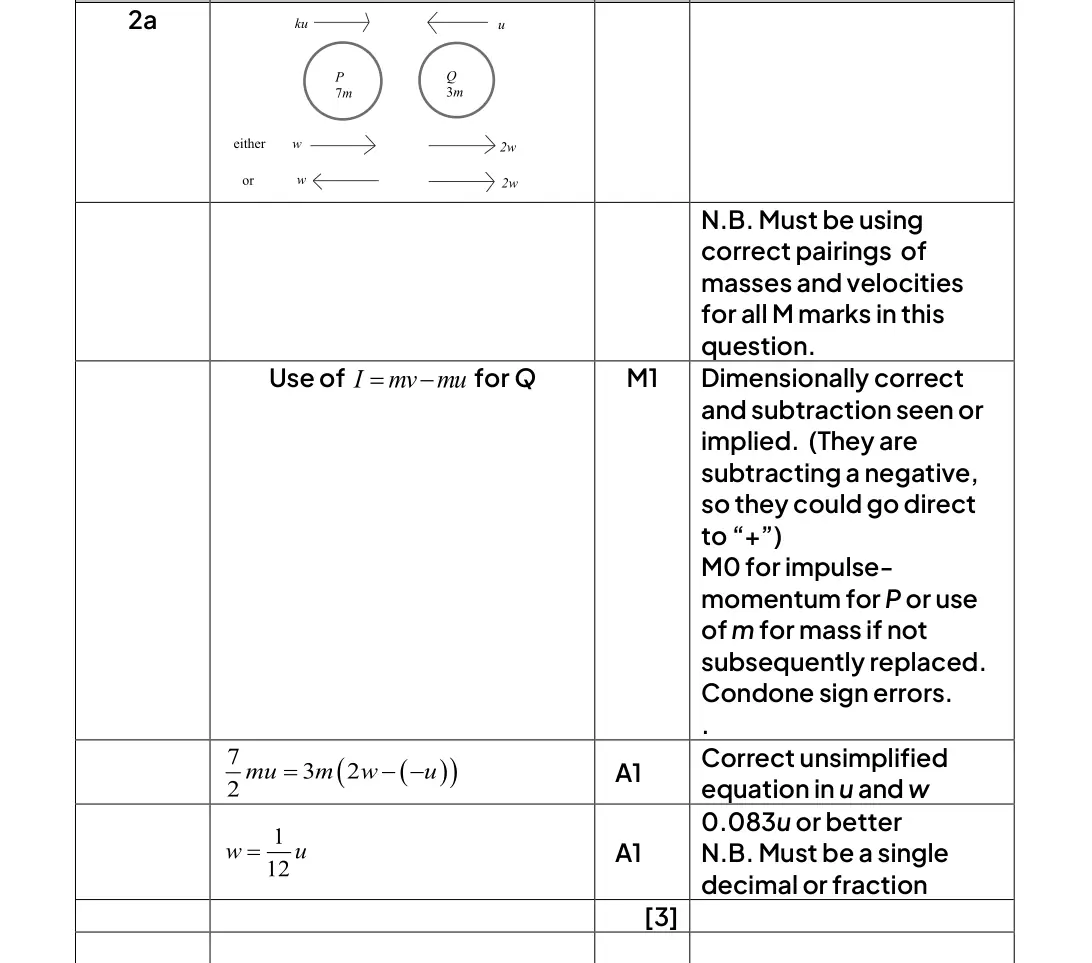 2a
ku u
P Q
7m 3m
either w 2w
or w 2w
N.B. Must be using
correct pairings of
masses and velocities
for all M marks in this
question.
Use of I = mv − mu for Q M1 Dimensionally correct
and subtraction seen or
implied. (They are
subtracting a negative,
so they could go direct
to “+”)
M0 for impulse-
momentum for P or use
of m for mass if not
subsequently replaced.
Condone sign errors.
.
7/2 mu = 3m(2w − (−u)) A1 Correct unsimplified
equation in u and w
w = 1/12 u A1 0.083u or better
N.B. Must be a single
decimal or fraction
[3]